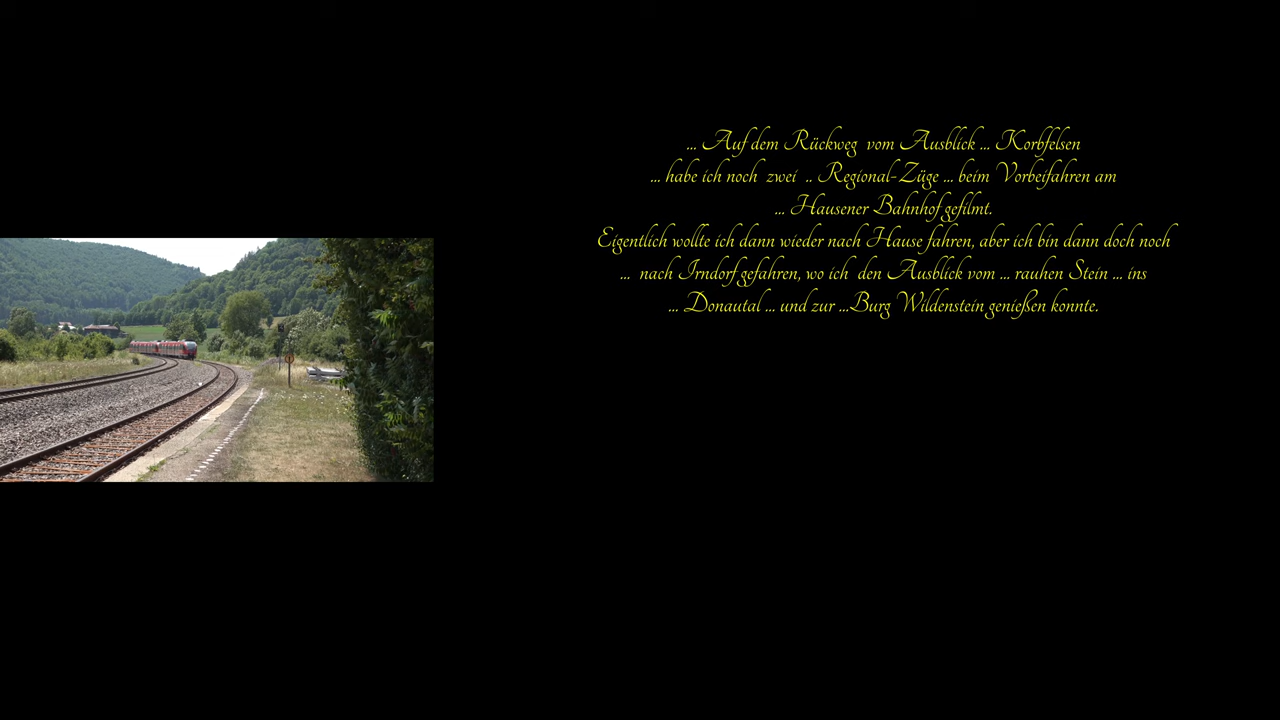 ... Auf dem Rückweg vom Ausblick ... Korbfelsen
... habe ich noch zwei .. Regional-Züge ... beim Vorbeifahren am
... Hausener Bahnhof gefilmt.
Eigentlich wollte ich dann wieder nach Hause fahren, aber ich bin dann doch noch
... nach Irndorf gefahren, wo ich den Ausblick vom ... rauhen Stein ... ins
... Donautal ... und zur ...Burg Wildenstein genießen konnte.